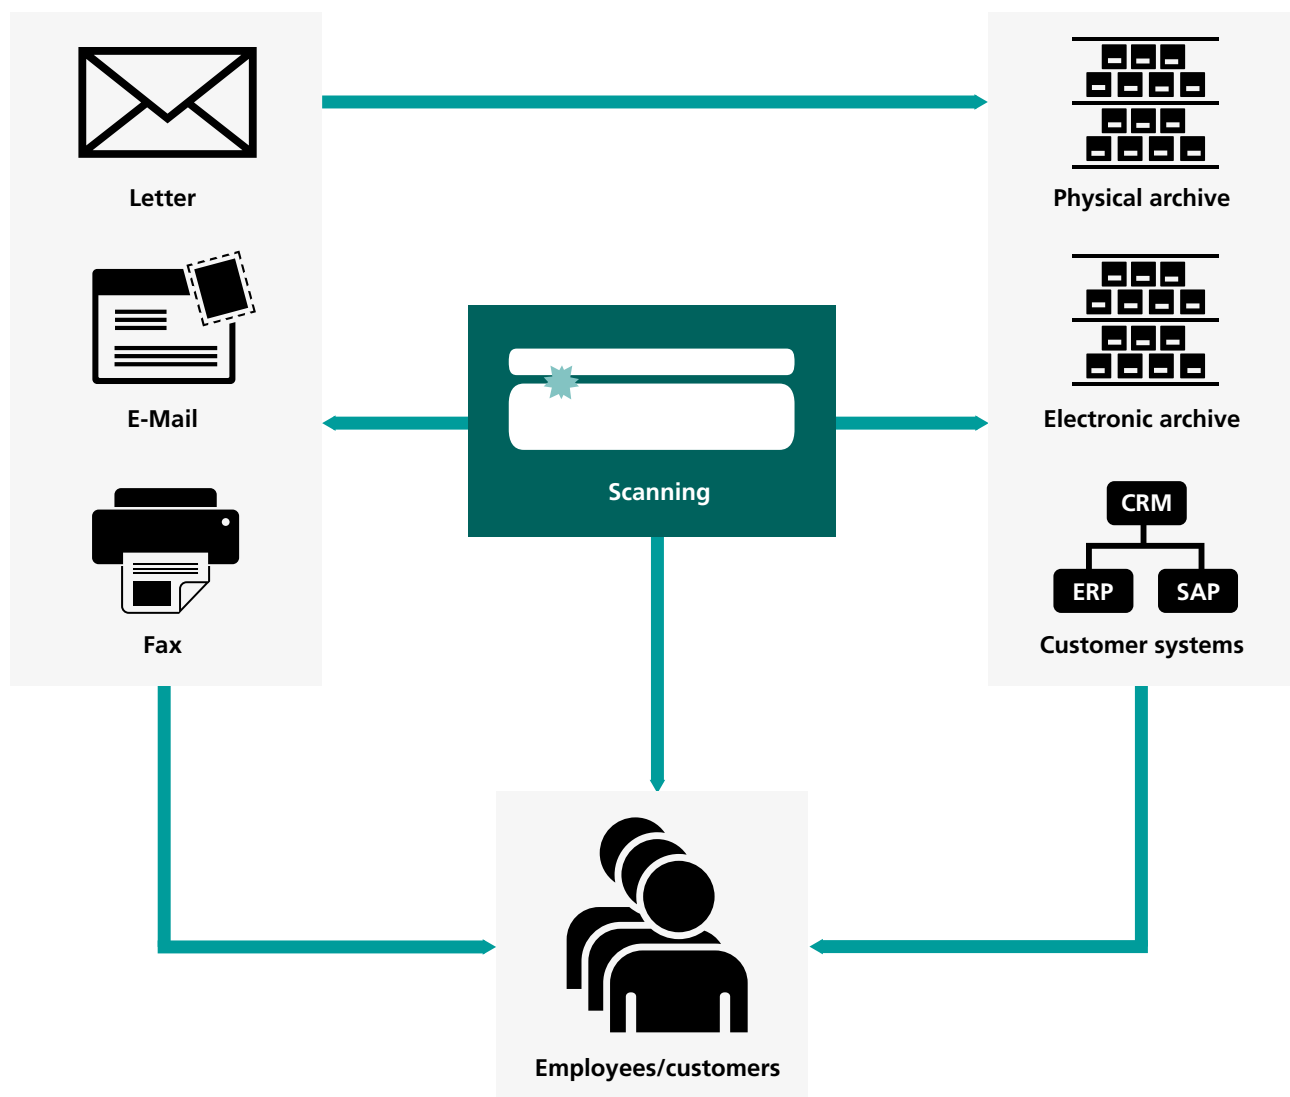 Letter
E-Mail
Fax
Scanning
Physical archive
Electronic archive
CRM
ERP
SAP
Customer systems
Employees/customers